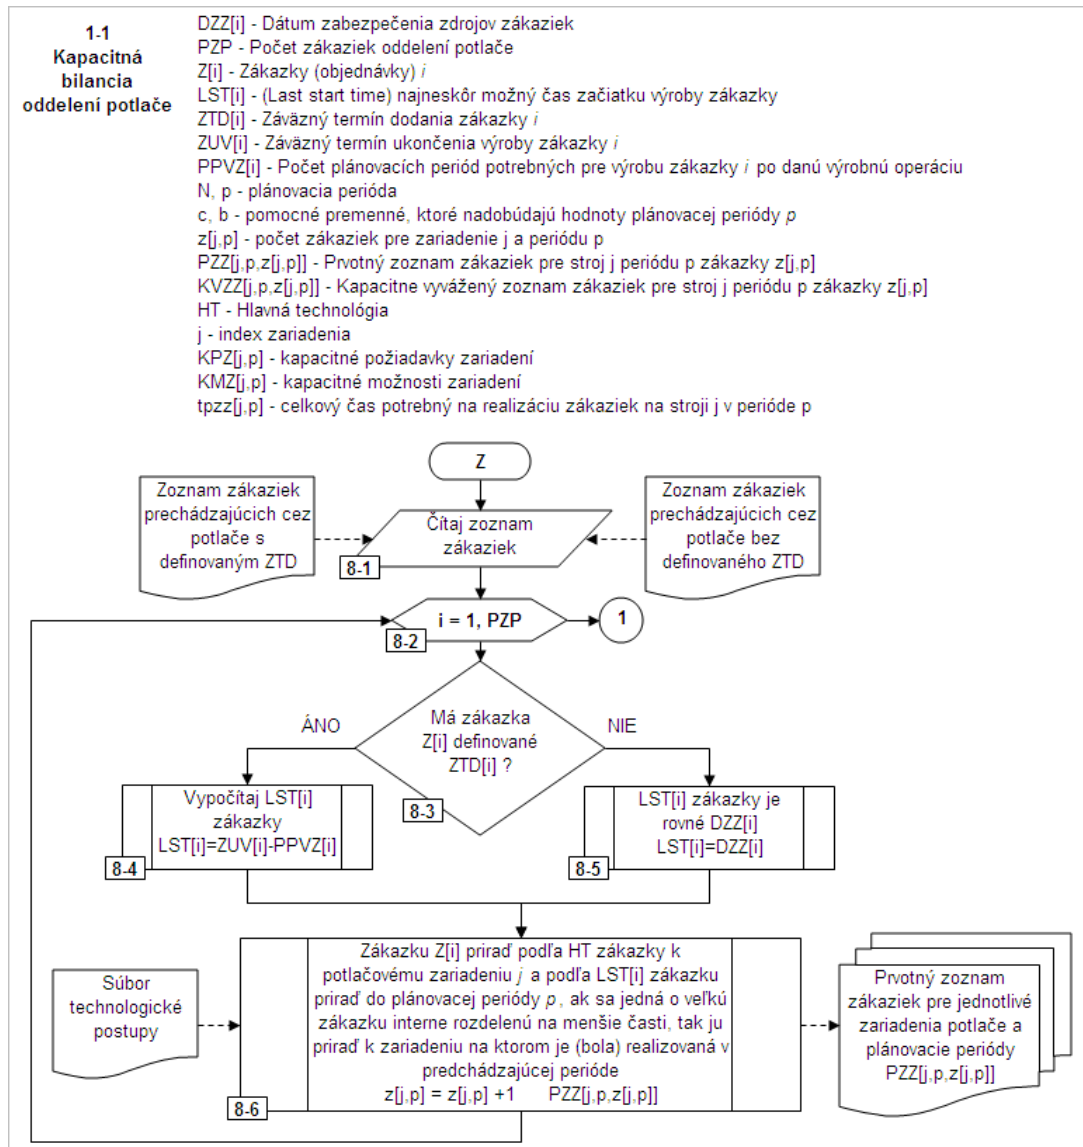 1-1
Kapacitná
bilancia
oddelení potlače
DZZ[i] - Dátum zabezpečenia zdrojov zákaziek
PZP - Počet zákaziek oddelení potlače
Z[i] - Zákazky (objednávky) i
LST[i] - (Last start time) najneskôr možný čas začiatku výroby zákazky
ZTD[i] - Záväzný termín dodania zákazky i
ZUV[i] - Záväzný termín ukončenia výroby zákazky i
PPVZ[i] - Počet plánovacích periód potrebných pre výrobu zákazky i po danú výrobnú operáciu
N, p - plánovacia perióda
c, b - pomocné premenné, ktoré nadobúdajú hodnoty plánovacej periódy p
z[j,p] - počet zákaziek pre zariadenie j a periódu p
PZZ[j,p,z[j,p]] - Prvotný zoznam zákaziek pre stroj j periódu p zákazky z[j,p]
KVZZ[j,p,z[j,p]] - Kapacitne vyvážený zoznam zákaziek pre stroj j periódu p zákazky z[j,p]
HT - Hlavná technológia
j - index zariadenia
KPZ[j,p] - kapacitné požiadavky zariadení
KMZ[j,p] - kapacitné možnosti zariadení
tpzz[j,p] - celkový čas potrebný na realizáciu zákaziek na stroji j v perióde p
Z
Zoznam zákaziek
prechádzajúcich cez
potlače s
definovaným ZTD
Čítaj zoznam
zákaziek
8-1
Zoznam zákaziek
prechádzajúcich cez
potlače bez
definovaného ZTD
i = 1, PZP
8-2
1
Má zákazka
Z[i] definované
ZTD[i] ?
8-3
ÁNO
NIE
Vypočítaj LST[i]
zákazky
LST[i]=ZUV[i]-PPVZ[i]
8-4
LST[i] zákazky je
rovné DZZ[i]
LST[i]=DZZ[i]
8-5
Súbor
technologické
postupy
Zákazku Z[i] priraď podľa HT zákazky k
potlačovému zariadeniu j a podľa LST[i] zákazku
priraď do plánovacej periódy p, ak sa jedná o veľkú
zákazku interne rozdelenú na menšie časti, tak ju
priraď k zariadeniu na ktorom je (bola) realizovaná v
predchádzajúcej perióde
z[j,p] = z[j,p] +1 PZZ[j,p,z[j,p]]
8-6
Prvotný zoznam
zákaziek pre jednotlivé
zariadenia potlače a
plánovacie periódy
PZZ[j,p,z[j,p]]